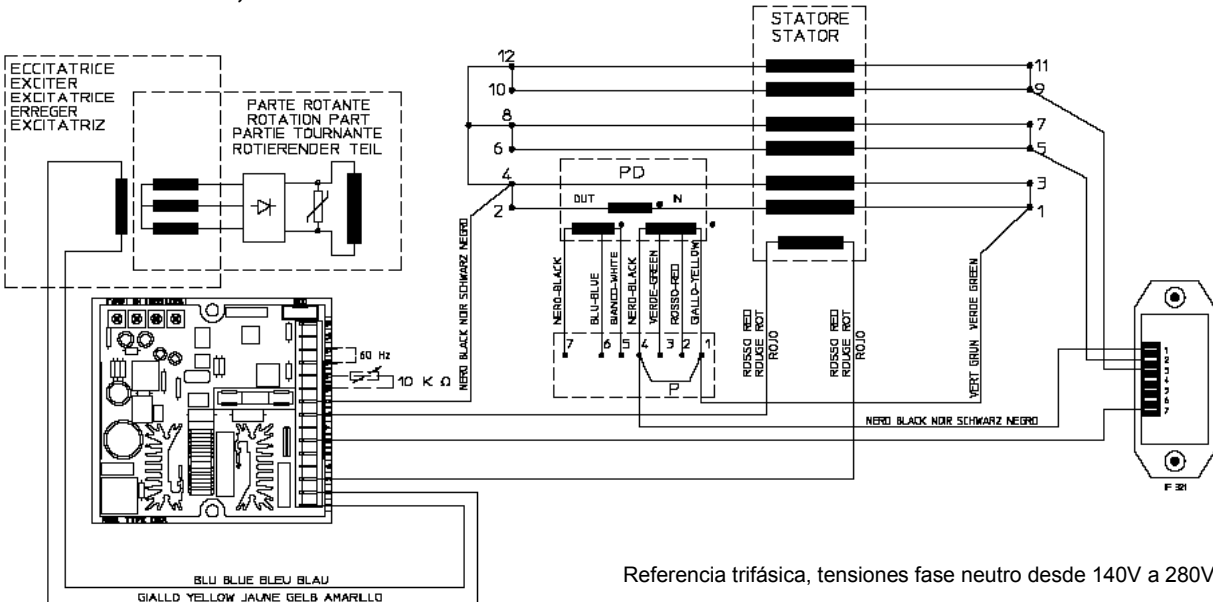 STATORE
STATOR
ECCITATRICE
EXCITER
EXCITATRICE
ERREGER
EXCITATRIZ
PARTE ROTANTE
ROTATION PART
PARTIE TOURNANTE
ROTIERENDER TEIL
12
10
8
6
4
2
11
9
7
5
3
1
PD
OUT
IN
NERO-BLACK
BLU-BLUE
BIANCO-WHITE
NERO-BLACK
VERDE-GREEN
ROSSO-RED
GIALLO-YELLOW
7
6
5
4
3
2
1
P
NERO BLACK NOIR SCHWARZ NEGRO
ROSSO RED
ROUGE ROT
ROJO
ROSSO RED
ROUGE ROT
ROJO
VERT GRUN VERDE GREEN
60 Hz
10 K Ω
NERO BLACK NOIR SCHWARZ NEGRO
1
2
3
4
5
6
7
IF 321
BLU BLUE BLEU BLAU
GIALLO YELLOW JAUNE GELB AMARILLO
Referencia trifásica, tensiones fase neutro desde 140V a 280V